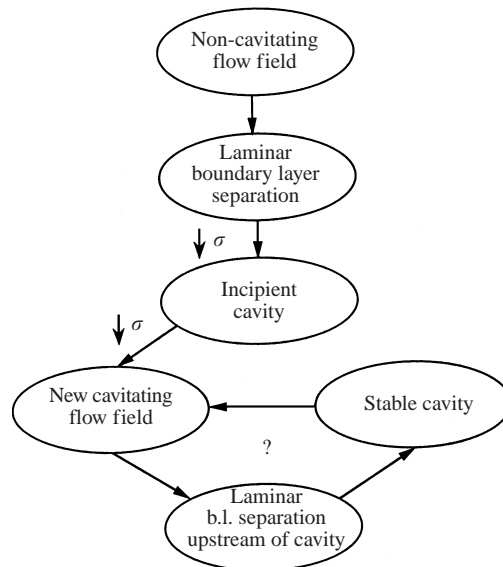 Non-cavitating
flow field
Laminar
boundary layer
separation
σ
Incipient
cavity
σ
New cavitating
flow field
Stable cavity
?
Laminar
b.l. separation
upstream of cavity